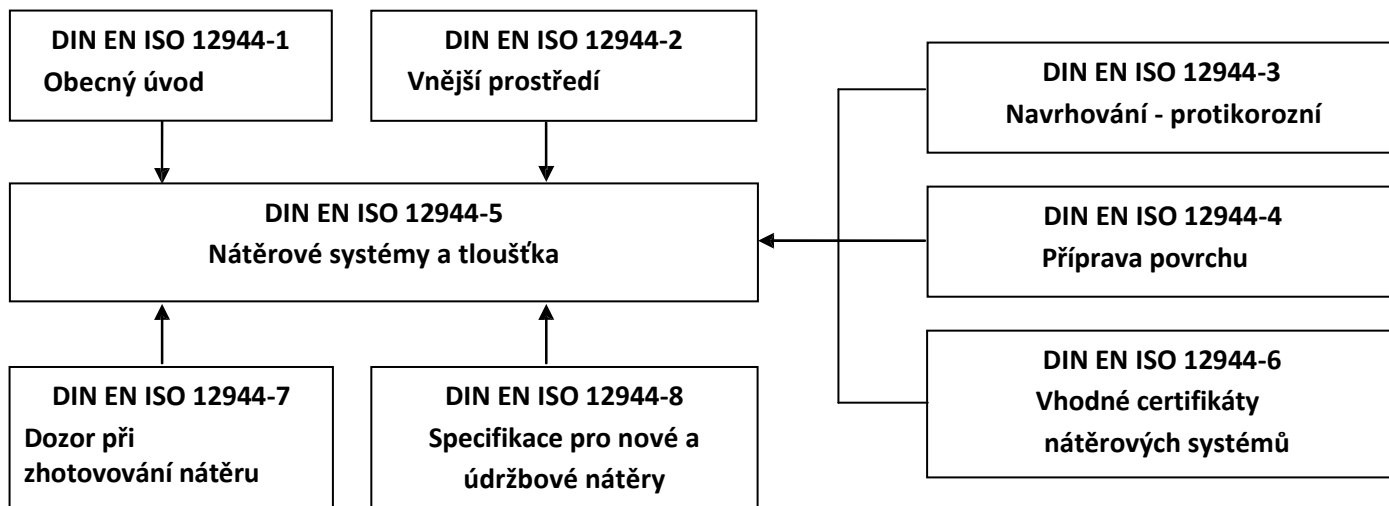 DIN EN ISO 12944-1
Obecný úvod
DIN EN ISO 12944-2
Vnější prostředí
DIN EN ISO 12944-3
Navrhování - protikorozní
DIN EN ISO 12944-5
Nátěrové systémy a tloušťka
DIN EN ISO 12944-4
Příprava povrchu
DIN EN ISO 12944-7
Dozor při
zhotovování nátěru
DIN EN ISO 12944-8
Specifikace pro nové a
údržbové nátěry
DIN EN ISO 12944-6
Vhodné certifikáty
nátěrových systémů